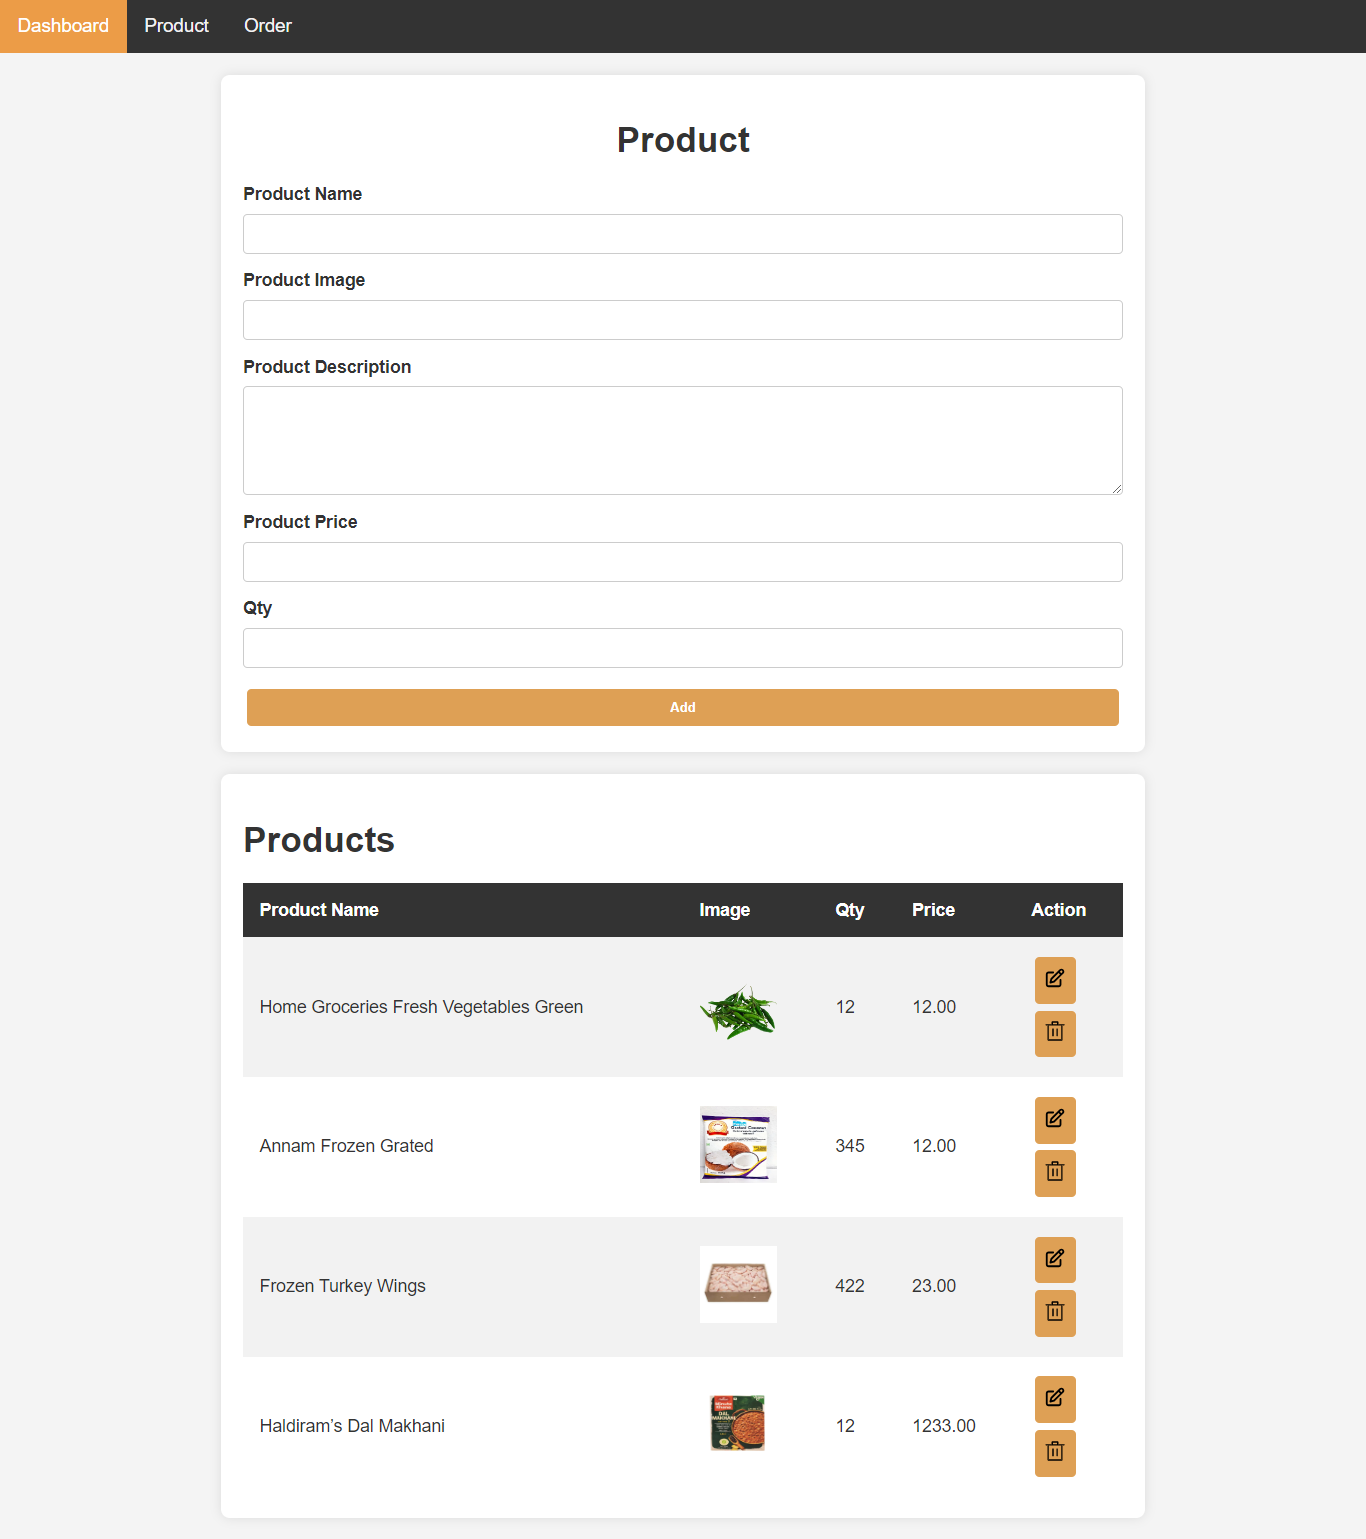 Dashboard Product Order
Product
Product Name
Product Image
Product Description
Product Price
Qty
Add
Products
Product Name Image Qty Price Action
Home Groceries Fresh Vegetables Green 12 12.00
Annam Frozen Grated 345 12.00
Frozen Turkey Wings 422 23.00
DAL
MAKHANI
Haldiram's Dal Makhani 12 1233.00